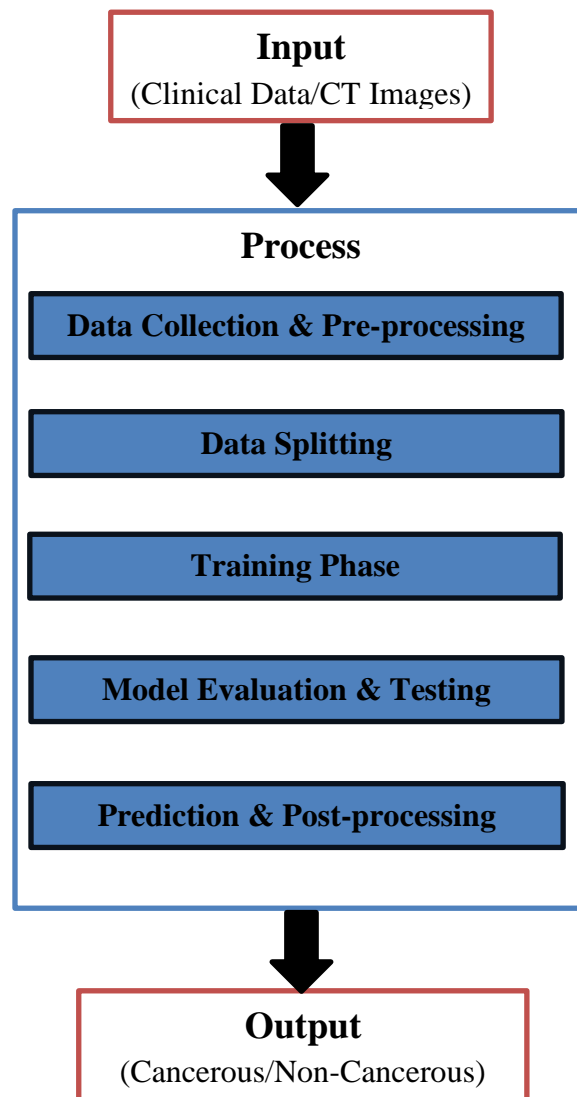 Input
(Clinical Data/CT Images)
Process
Data Collection & Pre-processing
Data Splitting
Training Phase
Model Evaluation & Testing
Prediction & Post-processing
Output
(Cancerous/Non-Cancerous)